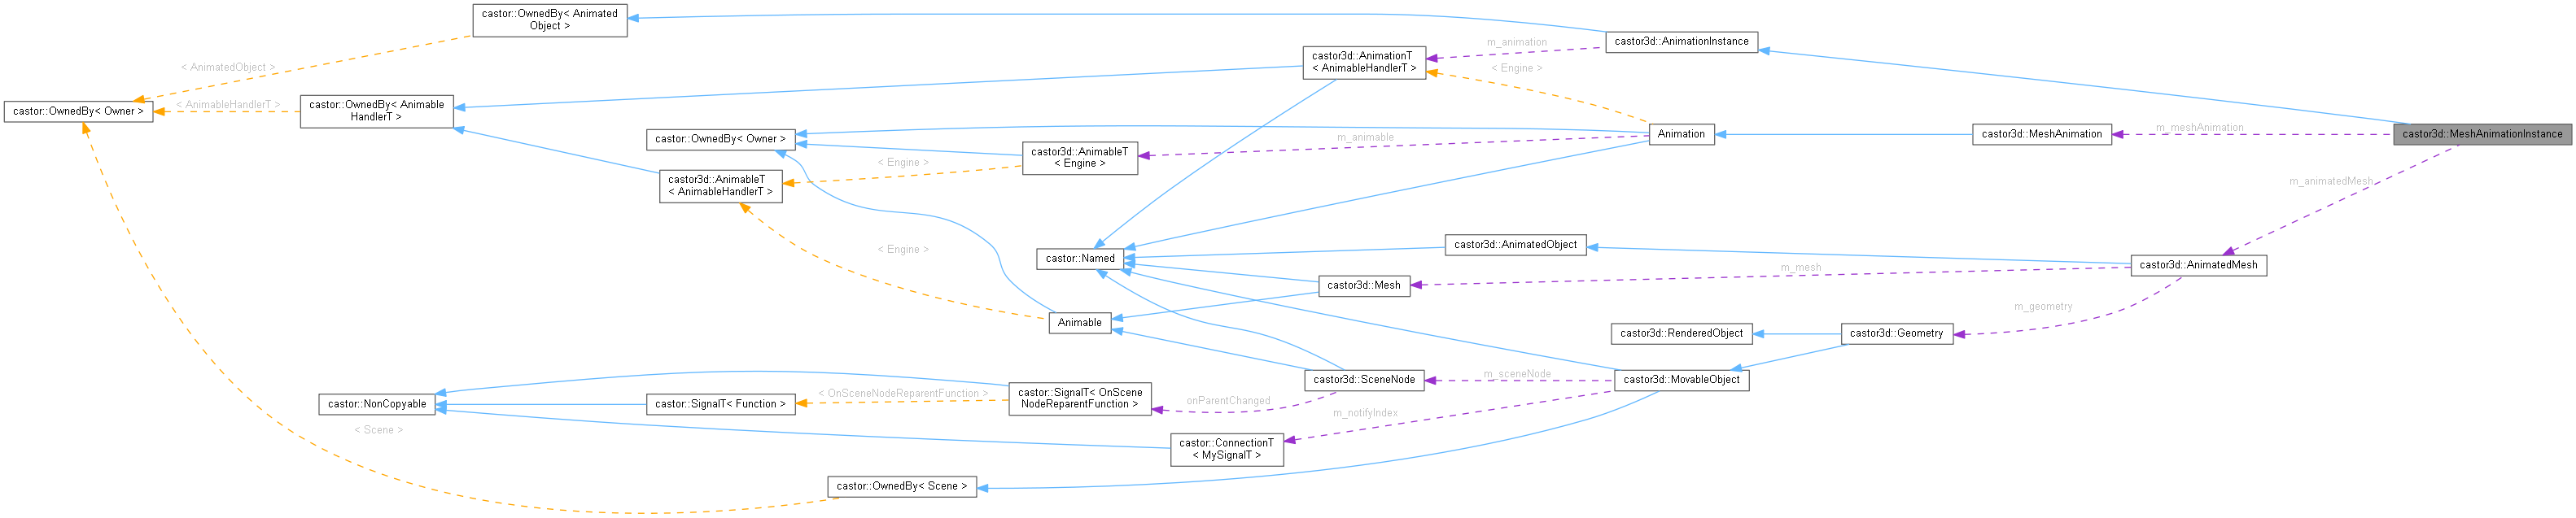 castor::OwnedBy< Animated
Object >
castor3d::AnimationInstance
m_animation
castor3d::AnimationT
< AnimableHandlerT >
< AnimatedObject >
< Engine >
castor::OwnedBy< Owner >
< AnimableHandlerT >
castor::OwnedBy< Animable
HandlerT >
castor::OwnedBy< Owner >
m_animable
Animation
castor3d::MeshAnimation
m_meshAnimation
castor3d::MeshAnimationInstance
< Engine >
castor3d::AnimableT
< Engine >
castor3d::AnimableT
< AnimableHandlerT >
m_animatedMesh
< Engine >
castor::Named
castor3d::AnimatedObject
castor3d::AnimatedMesh
m_mesh
castor3d::Mesh
m_geometry
Animable
castor3d::RenderedObject
castor3d::Geometry
castor3d::SceneNode
m_sceneNode
castor3d::MovableObject
castor::NonCopyable
castor::SignalT< Function >
< OnSceneNodeReparentFunction >
castor::SignalT< OnScene
NodeReparentFunction >
onParentChanged
m_notifyIndex
< Scene >
castor::ConnectionT
< MySignalT >
castor::OwnedBy< Scene >